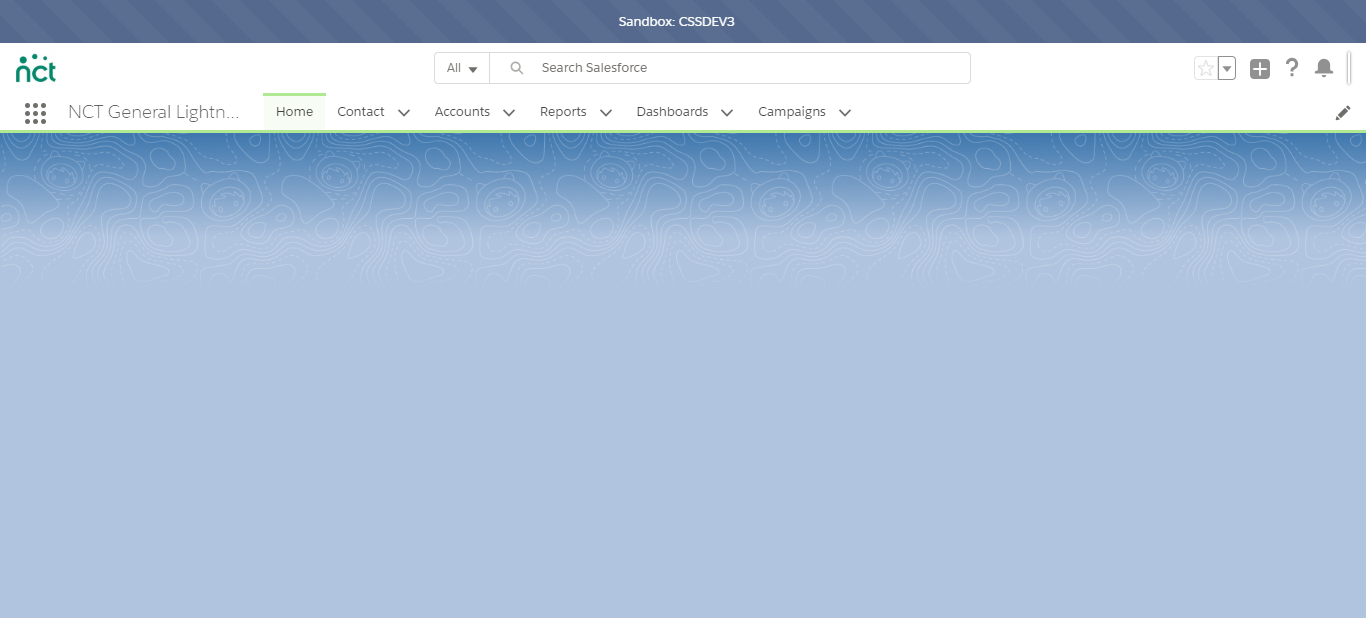 Sandbox: CSSDEV3
nct
All
Search Salesforce
NCT General Lightn...
Home
Contact
Accounts
Reports
Dashboards
Campaigns